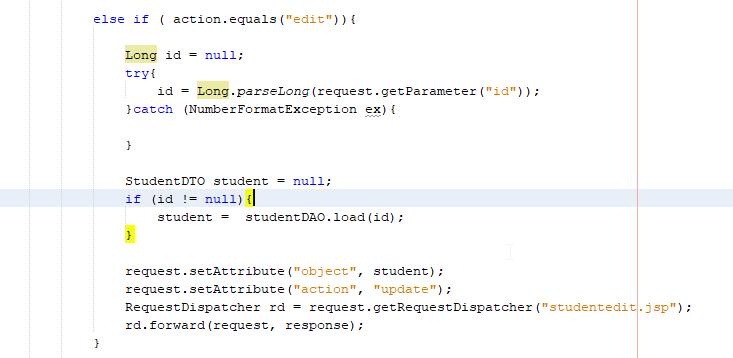 else if ( action.equals("edit")){
Long id = null;
try{
id = Long.parseLong(request.getParameter("id"));
}catch (NumberFormatException ex){
}
StudentDTO student = null;
if (id != null){
student =  studentDAO.load(id);
}
request.setAttribute("object", student);
request.setAttribute("action", "update");
RequestDispatcher rd = request.getRequestDispatcher("studentedit.jsp");
rd.forward(request, response);
}